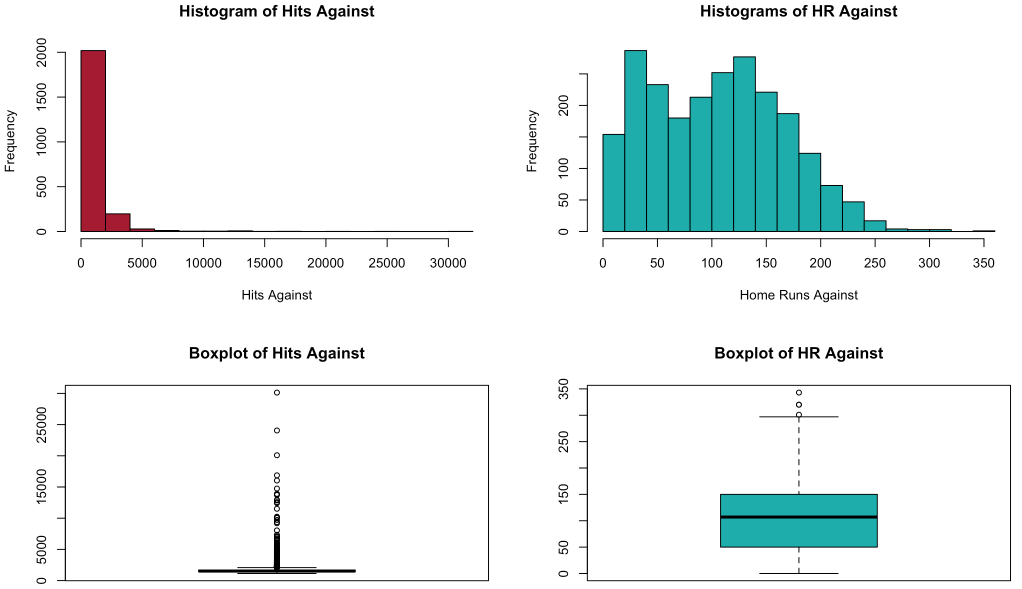 Histogram of Hits Against
Frequency
0
500
1000
1500
2000
0 5000 10000 15000 20000 25000 30000
Hits Against
Histograms of HR Against
Frequency
0
50
100
200
0 50 100 150 200 250 300 350
Home Runs Against
Boxplot of Hits Against
0
5000
15000
25000
Boxplot of HR Against
0
50
150
250
350